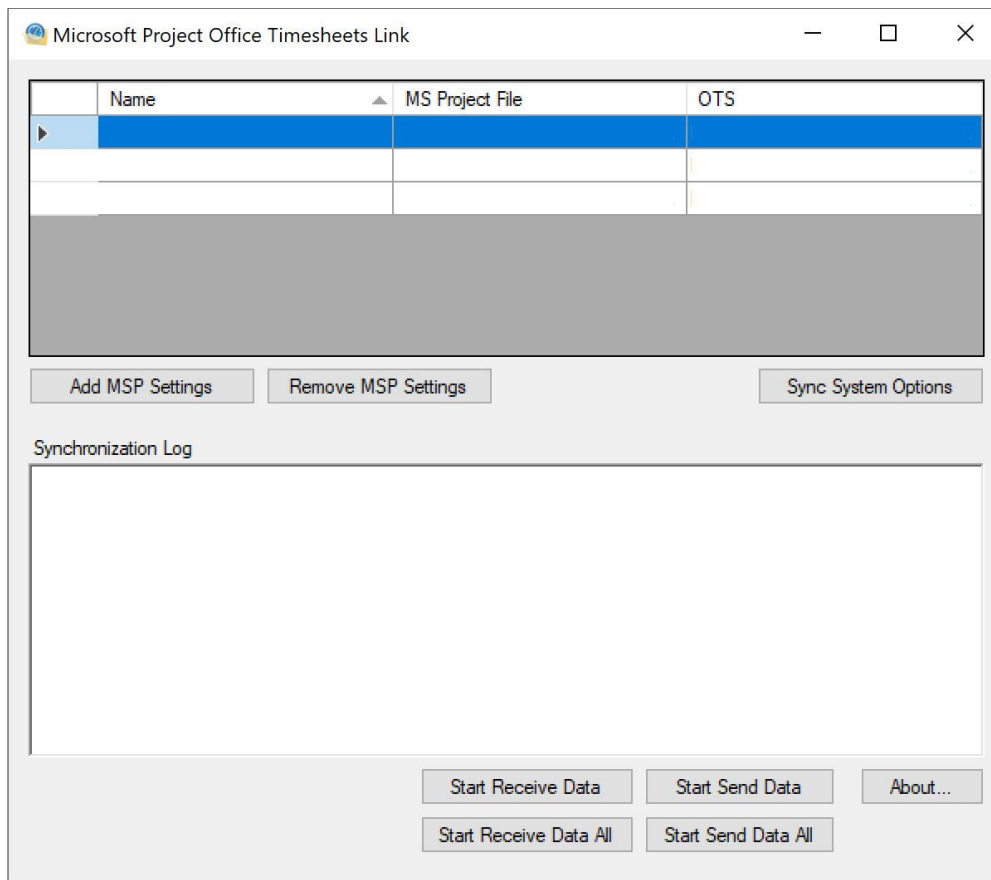 Microsoft Project Office Timesheets Link
Name MS Project File OTS
Add MSP Settings Remove MSP Settings Sync System Options
Synchronization Log
Start Receive Data Start Send Data About...
Start Receive Data All Start Send Data All